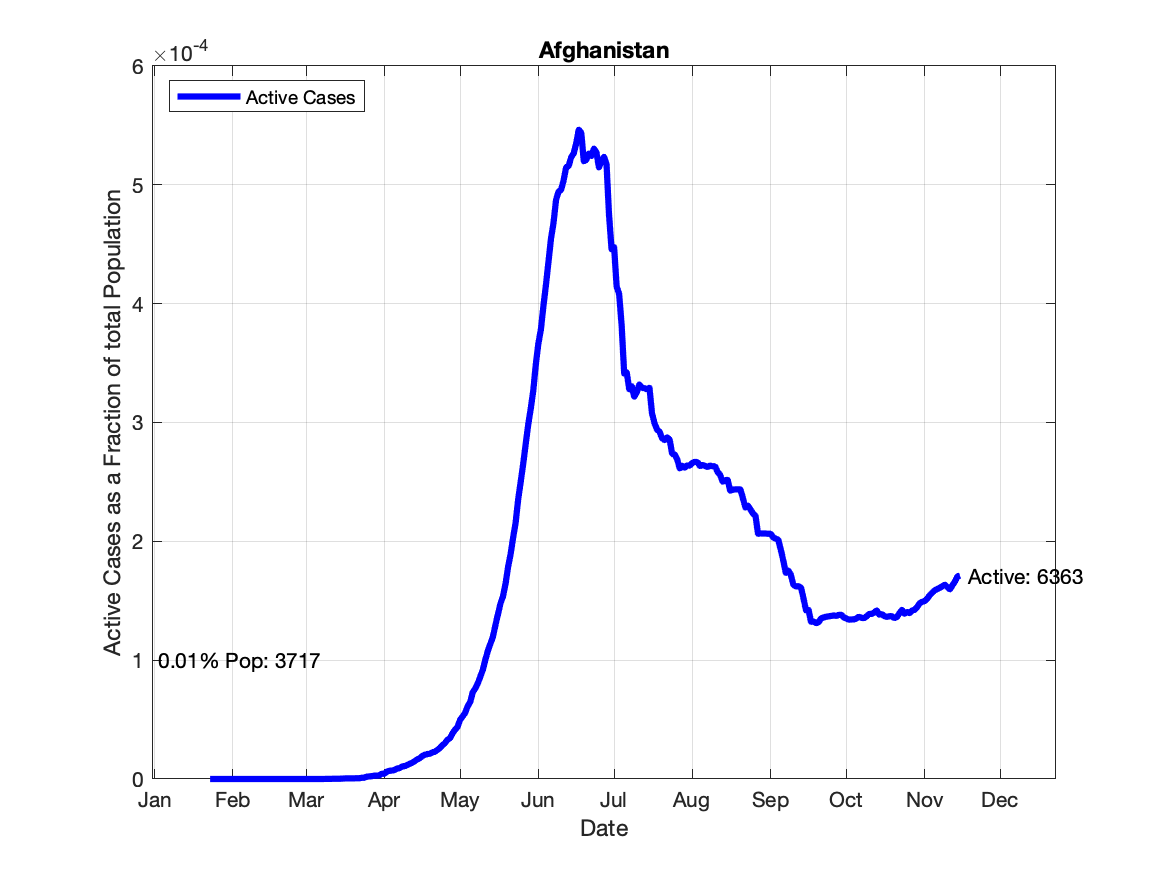 Afghanistan
×10-4
Active Cases
6
5
4
3
2
1
0
Active Cases as a Fraction of total Population
0.01% Pop: 3717
Active: 6363
Jan Feb Mar Apr May Jun Jul Aug Sep Oct Nov Dec
Date